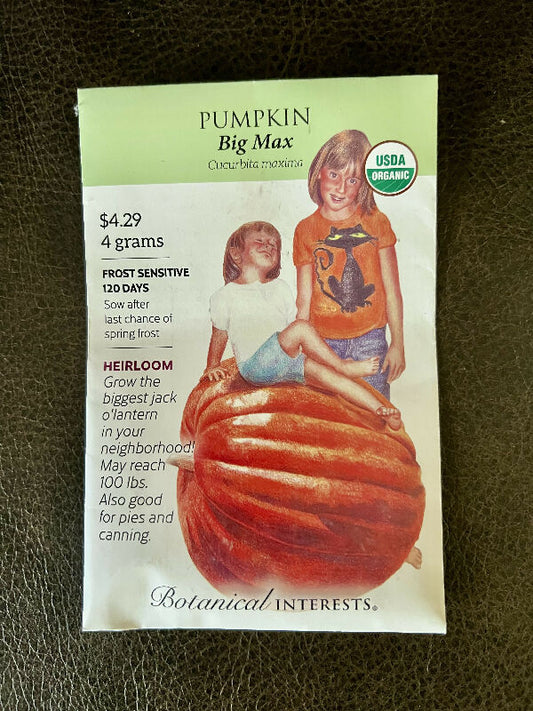 PUMPKIN
Big Max
Cucurbita maxima
USDA
ORGANIC
$4.29
4 grams
FROST SENSITIVE
120 DAYS
Sow after
last chance of
spring frost
HEIRLOOM
Grow the
biggest jack
o'lantern
in your
neighborhood!
May reach
100 lbs.
Also good
for pies and
canning.
Botanical INTERESTS®